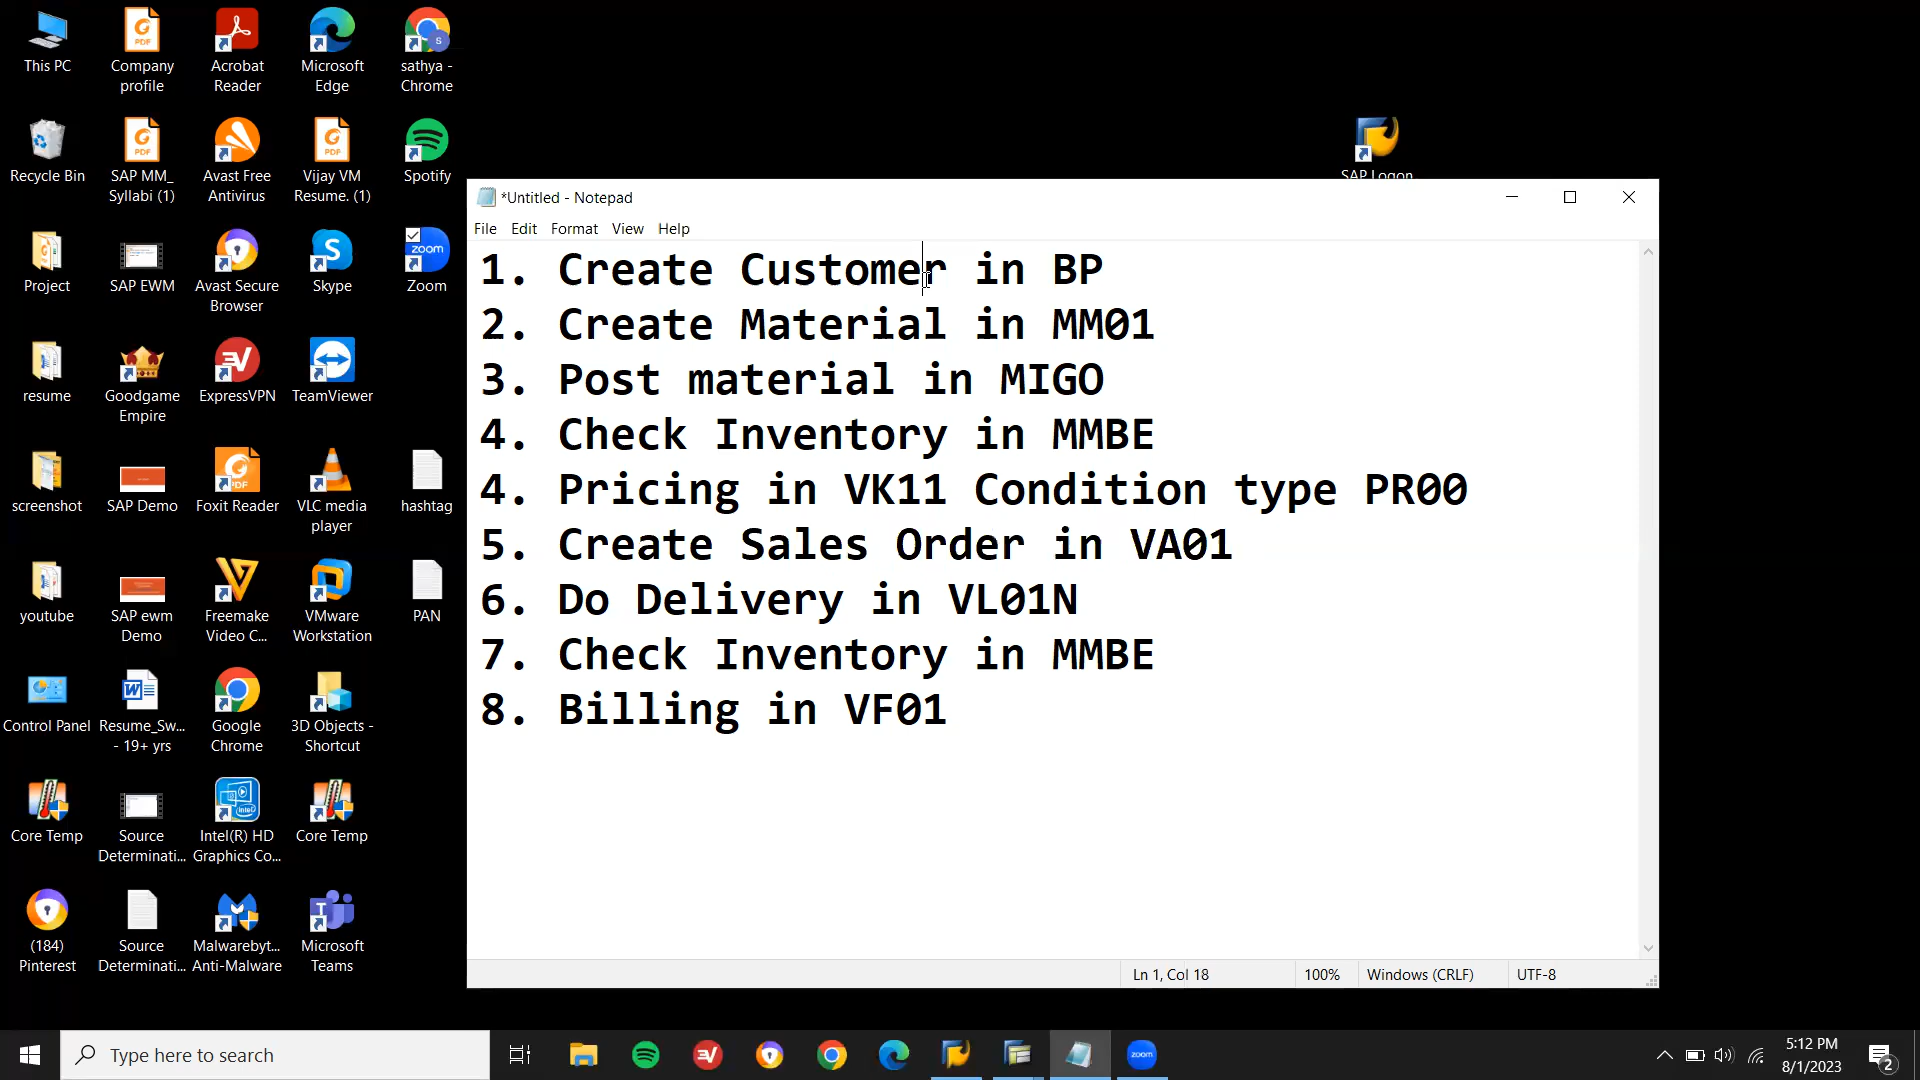 This PC
Company profile
Acrobat Reader
Microsoft Edge
sathya - Chrome
Recycle Bin
SAP MM_ Syllabi (1)
Avast Free Antivirus
Vijay VM Resume. (1)
Spotify
SAP Logon
Project
SAP EWM
Avast Secure Browser
Skype
zoom
Zoom
resume
Goodgame Empire
ExpressVPN
TeamViewer
screenshot
SAP Demo
Foxit Reader
VLC media player
hashtag
youtube
SAP ewm Demo
Freemake Video C...
VMware Workstation
PAN
Control Panel
Resume_Sw... - 19+ yrs
Google Chrome
3D Objects - Shortcut
Core Temp
Source Determinati...
Intel(R) HD Graphics Co...
Core Temp
(184) Pinterest
Source Determinati...
Malwarebyt... Anti-Malware
Microsoft Teams
*Untitled - Notepad
File Edit Format View Help
1. Create Customer in BP
2. Create Material in MM01
3. Post material in MIGO
4. Check Inventory in MMBE
4. Pricing in VK11 Condition type PR00
5. Create Sales Order in VA01
6. Do Delivery in VL01N
7. Check Inventory in MMBE
8. Billing in VF01
Ln 1, Col 18
100%
Windows (CRLF)
UTF-8
Type here to search
zoom
5:12 PM
8/1/2023
2